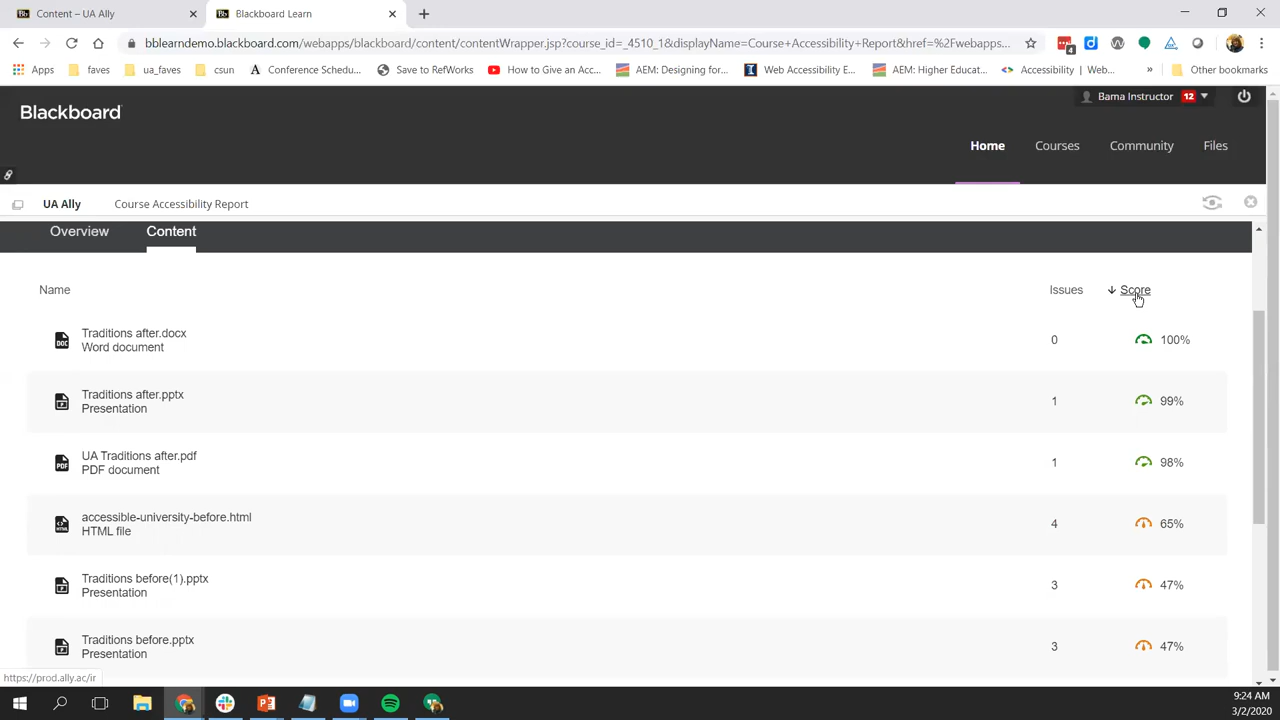 Content – UA Ally
Blackboard Learn
bblearndemo.blackboard.com/webapps/blackboard/content/contentWrapper.jsp?course_id=_4510_1&displayName=Course+Accessibility+Report&href=%2Fwebapps...
4
Apps
faves
ua_faves
csun
Conference Schedu...
Save to RefWorks
How to Give an Acc...
AEM: Designing for...
Web Accessibility E...
AEM: Higher Educat...
Accessibility | Web...
»
Other bookmarks
Blackboard
Bama Instructor 12
Home
Courses
Community
Files
UA Ally
Course Accessibility Report
Overview
Content
Name
Issues
Score
Traditions after.docx
Word document
0
100%
Traditions after.pptx
Presentation
1
99%
UA Traditions after.pdf
PDF document
1
98%
accessible-university-before.html
HTML file
4
65%
Traditions before(1).pptx
Presentation
3
47%
Traditions before.pptx
Presentation
3
47%
https://prod.ally.ac/ir
9:24 AM
3/2/2020